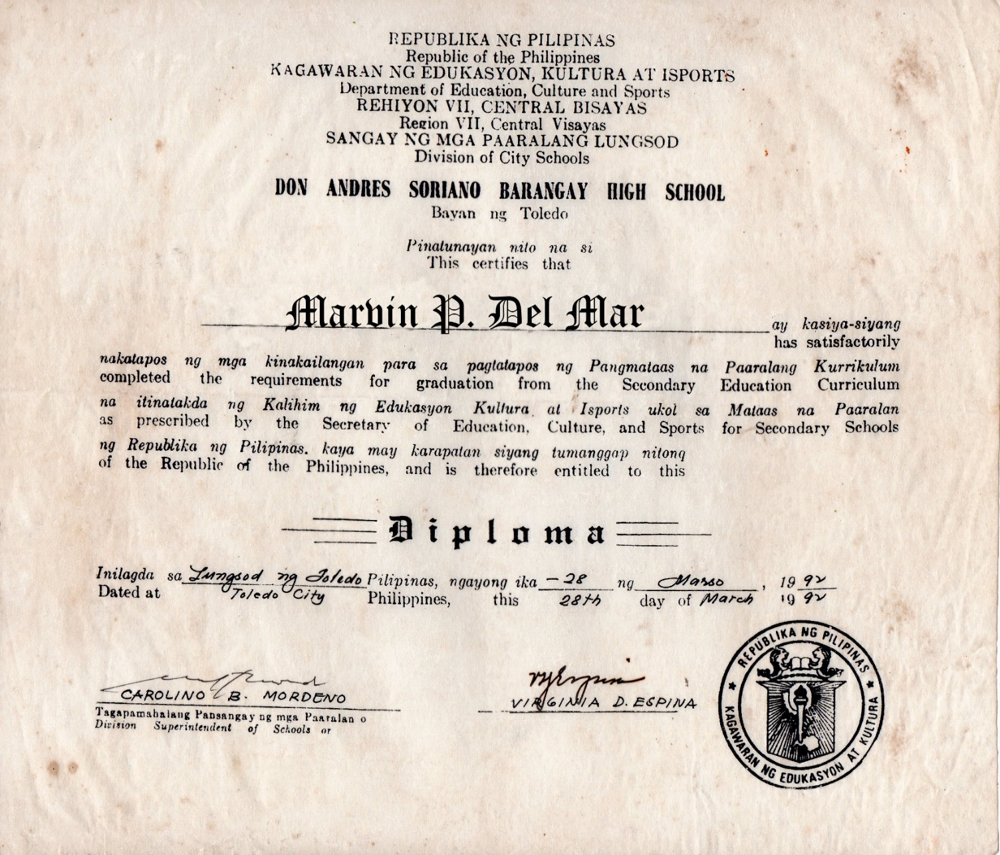 REPUBLIKA NG PILIPINAS
Republic of the Philippines
KAGAWARAN NG EDUKASYON, KULTURA AT ISPORTS
Department of Education, Culture and Sports
REHIYON VII, CENTRAL BISAYAS
Region VII, Central Visayas
SANGAY NG MGA PAARALANG LUNGSOD
Division of City Schools
DON ANDRES SORIANO BARANGAY HIGH SCHOOL
Bayan ng Toledo
Pinatunayan nito na si
This certifies that
Marvin P. Del Mar ay kasiya-siyang
has satisfactorily
nakatapos ng mga kinakailangan para sa pagtatapos ng Pangmataas na Paaralang Kurrikulum
completed the requirements for graduation from the Secondary Education Curriculum
na itinatakda ng Kalihim ng Edukasyon Kultura at Isports ukol sa Mataas na Paaralan
as prescribed by the Secretary of Education, Culture, and Sports for Secondary Schools
ng Republika ng Pilipinas. kaya may karapatan siyang tumanggap nitong
of the Republic of the Philippines, and is therefore entitled to this
Diploma
Inilagda sa Lungsod ng Toledo Pilipinas, ngayong ika -28 ng Marso, 1992
Dated at Toledo City Philippines, this 28th day of March 1992
CAROLINO B. MORDENO
Tagapamahalang Pansangay ng mga Paaralan o
Division Superintendent of Schools or
VIRGINIA D. ESPINA
REPUBLIKA NG PILIPINAS
KAGAWARAN NG EDUKASYON AT KULTURA